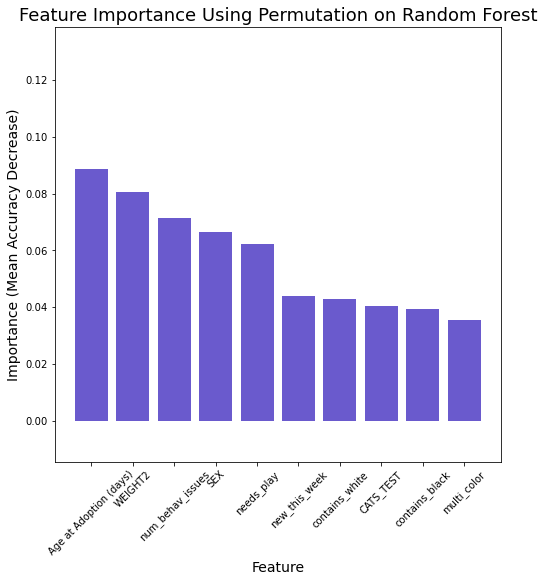 Feature Importance Using Permutation on Random Forest
Importance (Mean Accuracy Decrease)
0.12
0.10
0.08
0.06
0.04
0.02
0.00
Age at Adoption (days)
WEIGHT2
num_behav_issues
SEX
needs_play
new_this_week
contains_white
CATS_TEST
contains_black
multi_color
Feature